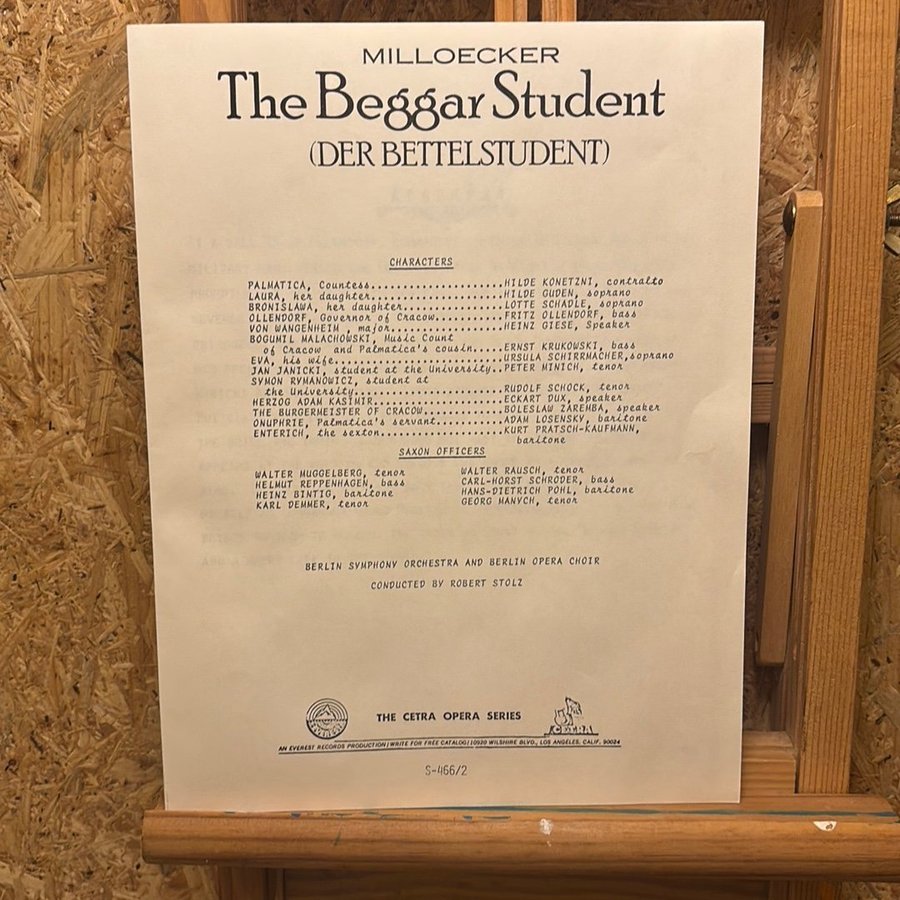 MILLOECKER
The Beggar Student
(DER BETTELSTUDENT)
CHARACTERS
PALMATICA, Countess......................HILDE KONETZNI, contralto
LAURA, her daughter......................HILDE GUDEN, soprano
BRONISLAWA, her daughter.................LOTTE SCHADLE, soprano
OLLENDORF, Governor of Cracow............FRITZ OLLENDORF, bass
VON WANGENHEIM , major...................HEINZ GIESE, Speaker
BOGUMIL MALACHOWSKI, Music Count
of Cracow and Palmatica's cousin.....ERNST KRUKOWSKI, bass
EVA, his wife............................URSULA SCHIRRMACHER,soprano
JAN JANICKI, student at the University..PETER MINICH, tenor
SYMON RYMANOWICZ, student at
the University.......................RUDOLF SCHOCK, tenor
HERZOG ADAM KASIMIR......................ECKART DUX, speaker
THE BURGERMEISTER OF CRACOW..............BOLESLAW ZAREMBA, speaker
ONUPHRIE, Palmatica's servant............ADAM LOSENSKY, baritone
ENTERICH, the sexton.....................KURT PRATSCH-KAUFMANN,
baritone
SAXON OFFICERS
WALTER MUGGELBERG, tenor WALTER RAUSCH, tenor
HELMUT REPPENHAGEN, bass CARL-HORST SCHRODER, bass
HEINZ BINTIG, baritone HANS-DIETRICH POHL, baritone
KARL DEMMER, tenor GEORG HANYCH, tenor
BERLIN SYMPHONY ORCHESTRA AND BERLIN OPERA CHOIR
CONDUCTED BY ROBERT STOLZ
EVEREST
THE CETRA OPERA SERIES
CETRA
AN EVEREST RECORDS PRODUCTION/WRITE FOR FREE CATALOG/10920 WILSHIRE BLVD., LOS ANGELES, CALIF. 90024
S-466/2